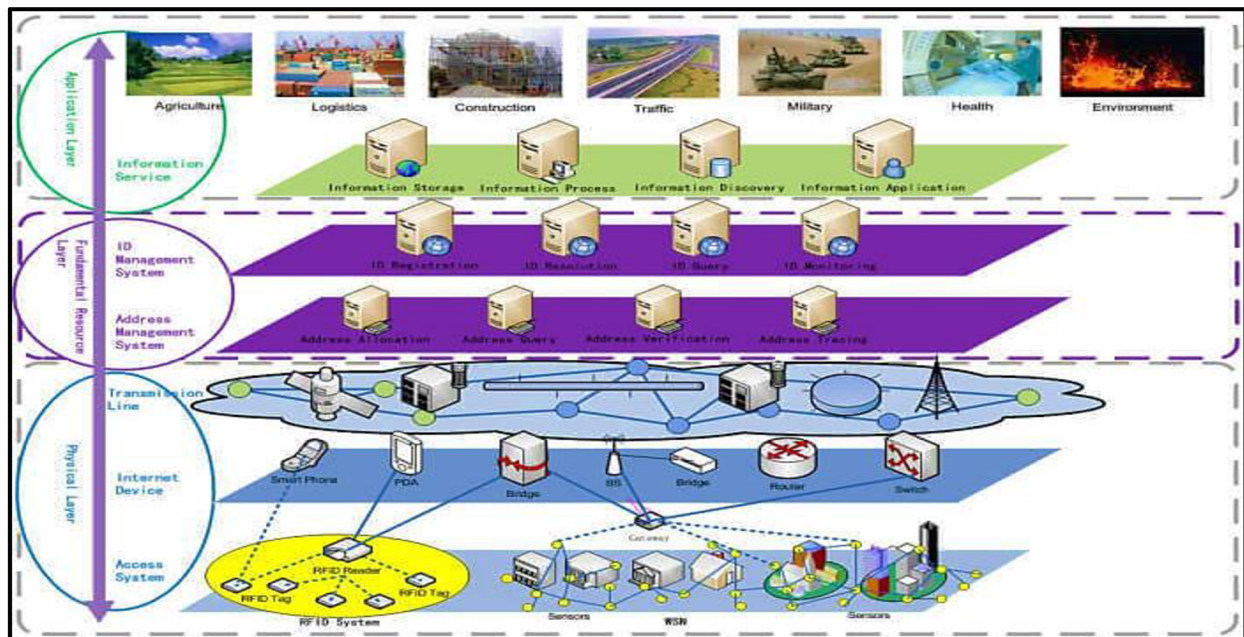 Application Layer
Agriculture
Logistics
Construction
Traffic
Military
Health
Environment
Information
Service
Information Storage
Information Process
Information Discovery
Information Application
Fundamental Resource
Layer
ID
Management
System
ID Registration
ID Resolution
ID Query
ID Monitoring
Address
Management
System
Address Allocation
Address Query
Address Verification
Address Tracing
Physical Layer
Transmission
Line
Internet
Device
Smart Phone
PDA
Bridge
BS
Bridge
Router
Switch
Gateway
Access
System
RFID Reader
RFID Tag
RFID Tag
RFID System
Sensors
WSN
Sensors